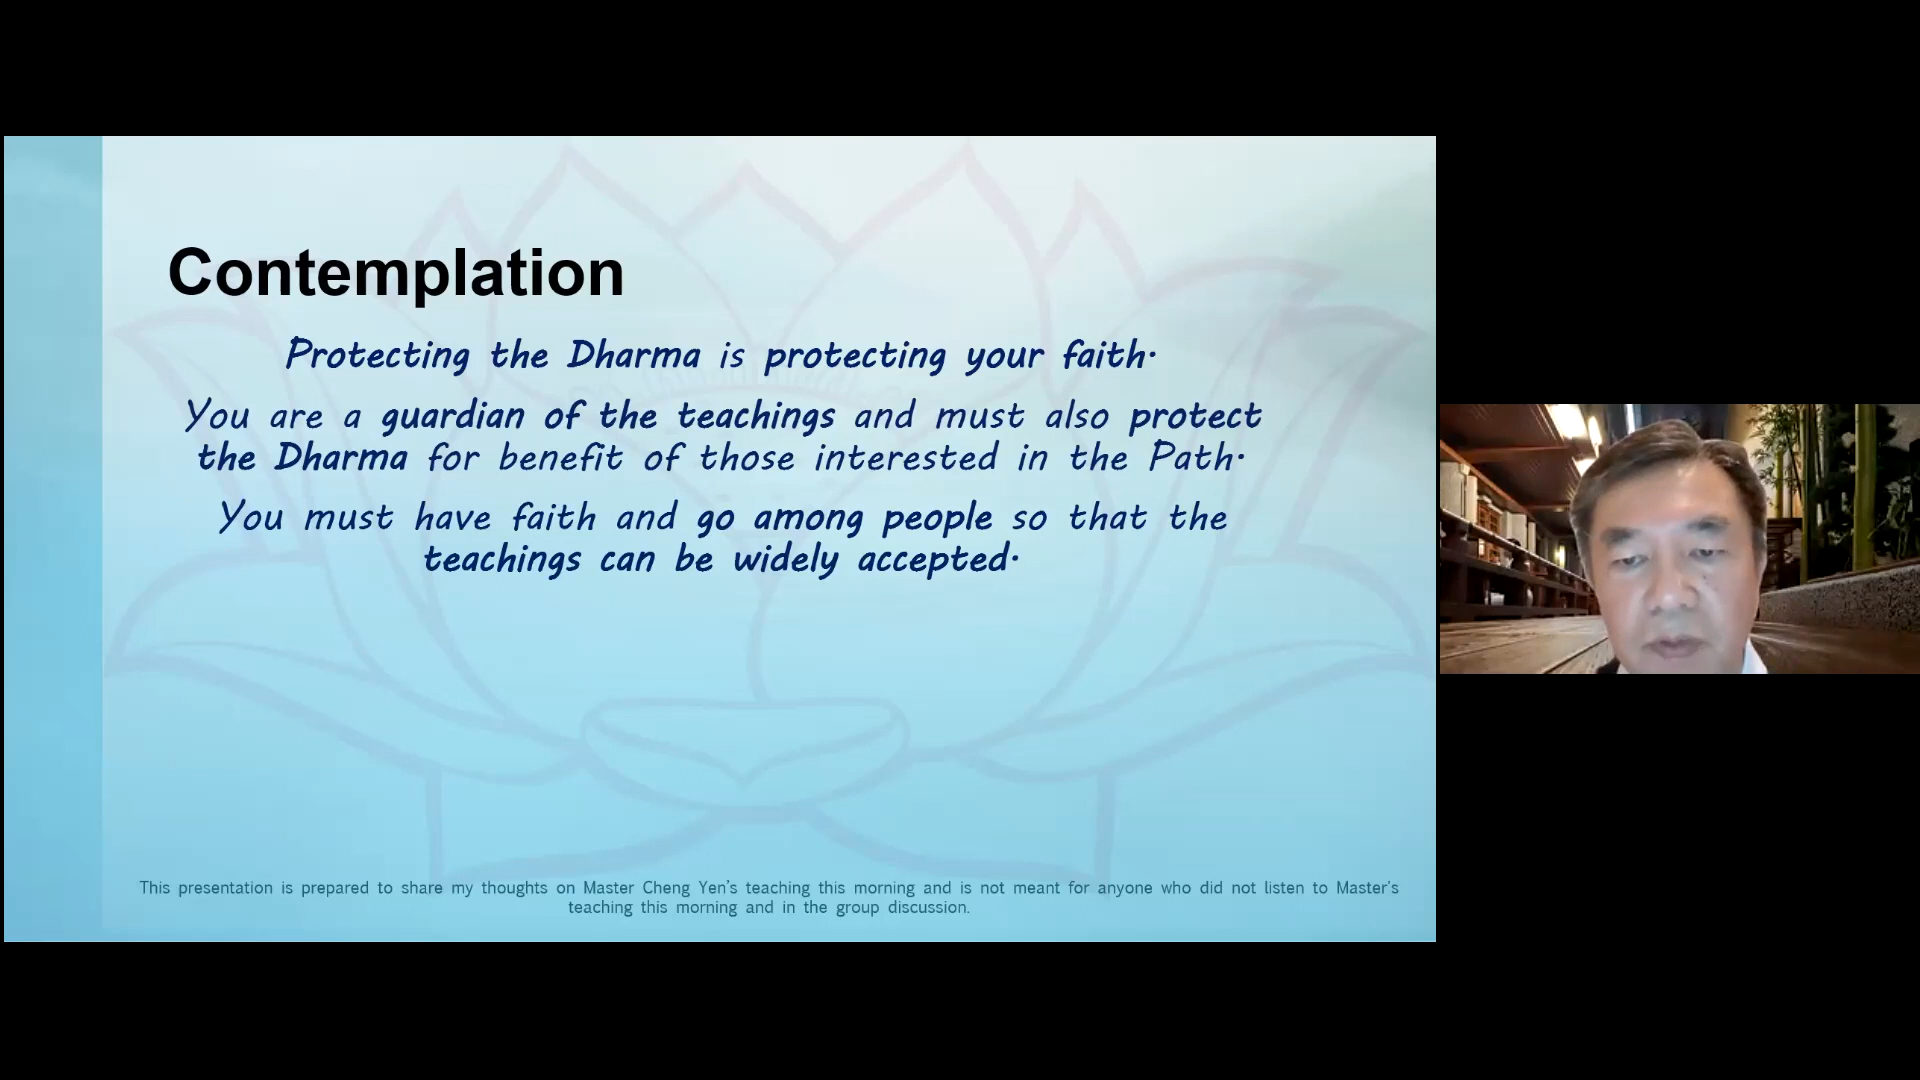 Contemplation
Protecting the Dharma is protecting your faith.
You are a guardian of the teachings and must also protect
the Dharma for benefit of those interested in the Path.
You must have faith and go among people so that the
teachings can be widely accepted.
This presentation is prepared to share my thoughts on Master Cheng Yen's teaching this morning and is not meant for anyone who did not listen to Master's
teaching this morning and in the group discussion.